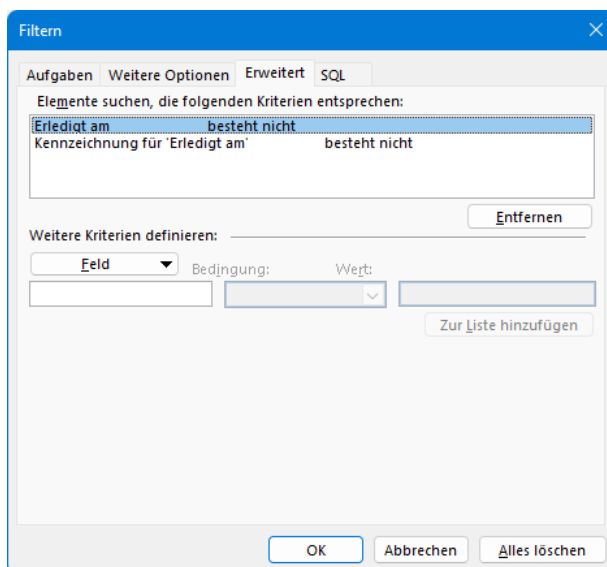 Filtern
Aufgaben Weitere Optionen Erweitert SQL
Elemente suchen, die folgenden Kriterien entsprechen:
Erledigt am besteht nicht
Kennzeichnung für 'Erledigt am' besteht nicht
Entfernen
Weitere Kriterien definieren:
Feld Bedingung: Wert:
Zur Liste hinzufügen
OK Abbrechen Alles löschen